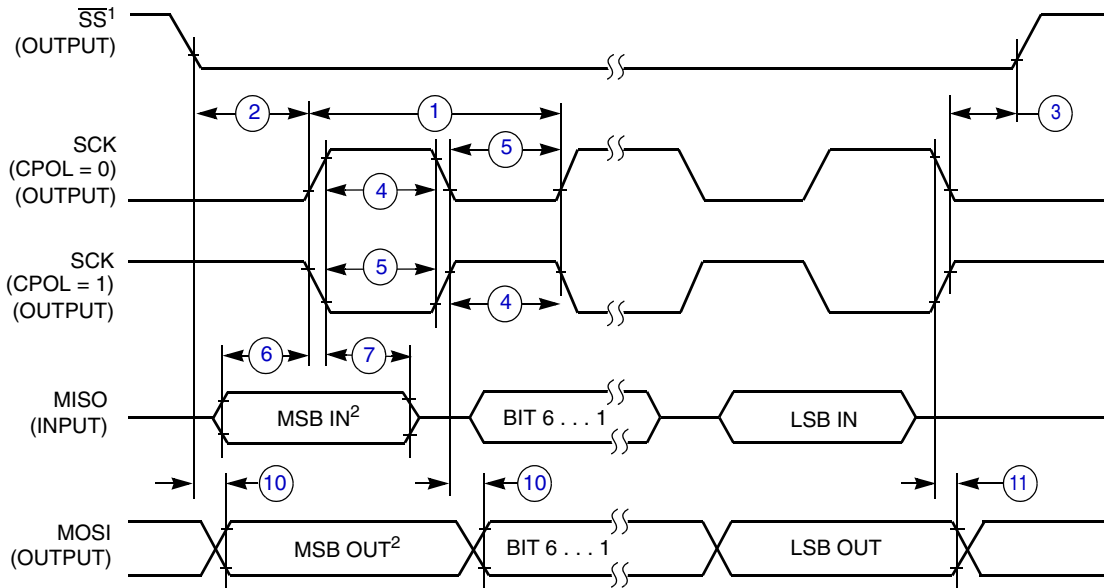 SS¹
(OUTPUT)
2
1
3
SCK
(CPOL = 0)
(OUTPUT)
5
4
SCK
(CPOL = 1)
(OUTPUT)
5
4
6
7
MISO
(INPUT)
MSB IN²
BIT 6 . . . 1
LSB IN
10
10
11
MOSI
(OUTPUT)
MSB OUT²
BIT 6 . . . 1
LSB OUT